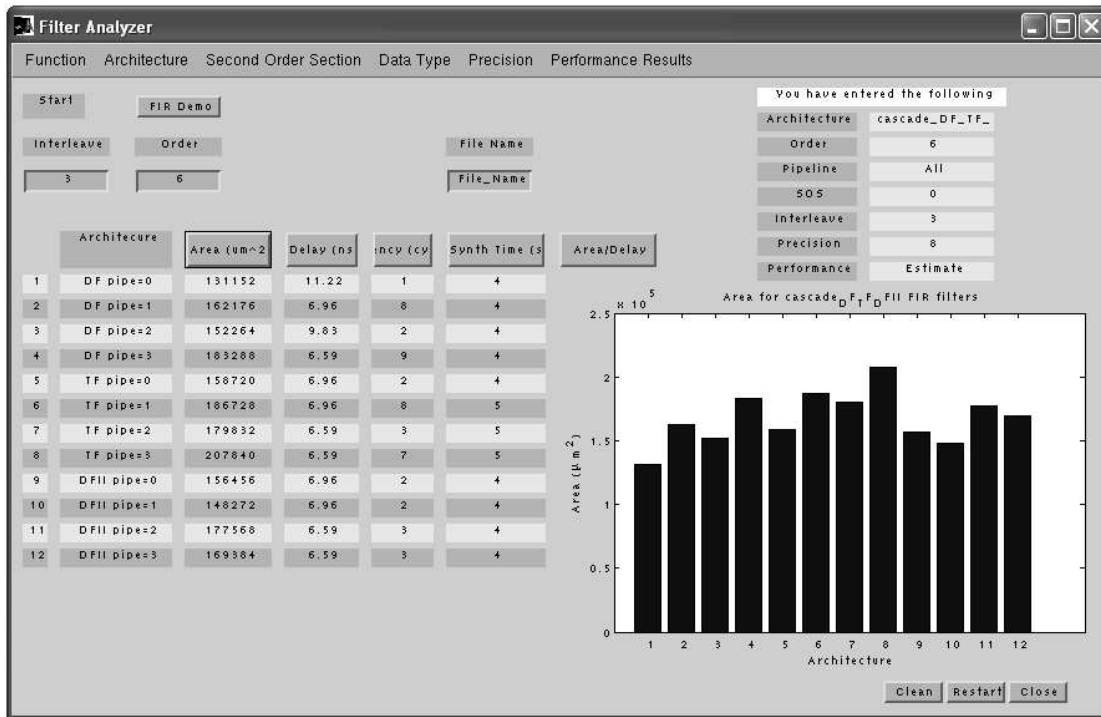 Filter Analyzer
Function Architecture Second Order Section Data Type Precision Performance Results
Start FIR Demo
Interleave Order File Name
3 6 File_Name
You have entered the following
Architecture cascade_DF_TF_
Order 6
Pipeline All
SOS 0
Interleave 3
Precision 8
Performance Estimate
Architecure Area (um^2 Delay (ns ency (cy Synth Time (s Area/Delay
1 DF pipe=0 131152 11.22 1 4
2 DF pipe=1 162176 6.96 8 4
3 DF pipe=2 152264 9.83 2 4
4 DF pipe=3 183288 6.59 9 4
5 TF pipe=0 158720 6.96 2 4
6 TF pipe=1 186728 6.96 8 5
7 TF pipe=2 179832 6.59 3 5
8 TF pipe=3 207840 6.59 7 5
9 DFII pipe=0 156456 6.96 2 4
10 DFII pipe=1 148272 6.96 2 4
11 DFII pipe=2 177568 6.59 3 4
12 DFII pipe=3 169384 6.59 3 4
x 10^5 Area for cascade_DF_TF_DFII FIR filters
2.5
2
1.5
1
0.5
0
Area (μm^2)
1 2 3 4 5 6 7 8 9 10 11 12
Architecture
Clean Restart Close